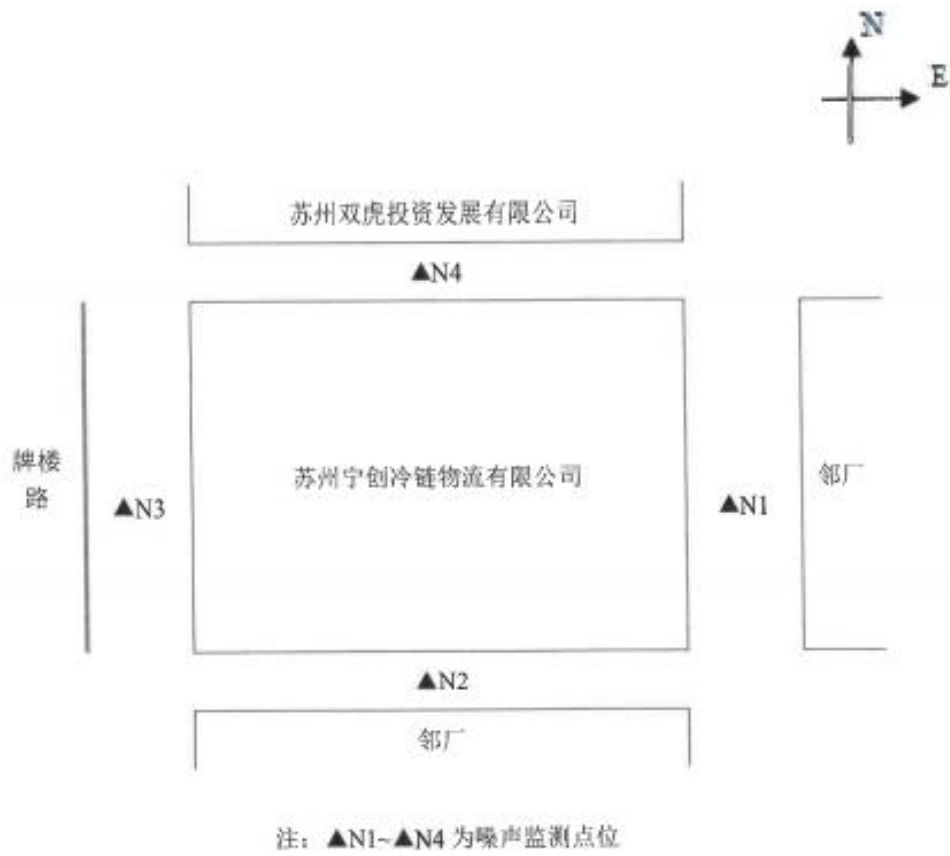 N
E
苏州双虎投资发展有限公司
▲N4
牌楼
路
▲N3
苏州宁创冷链物流有限公司
▲N1
邻厂
▲N2
邻厂
注：▲N1~▲N4 为噪声监测点位